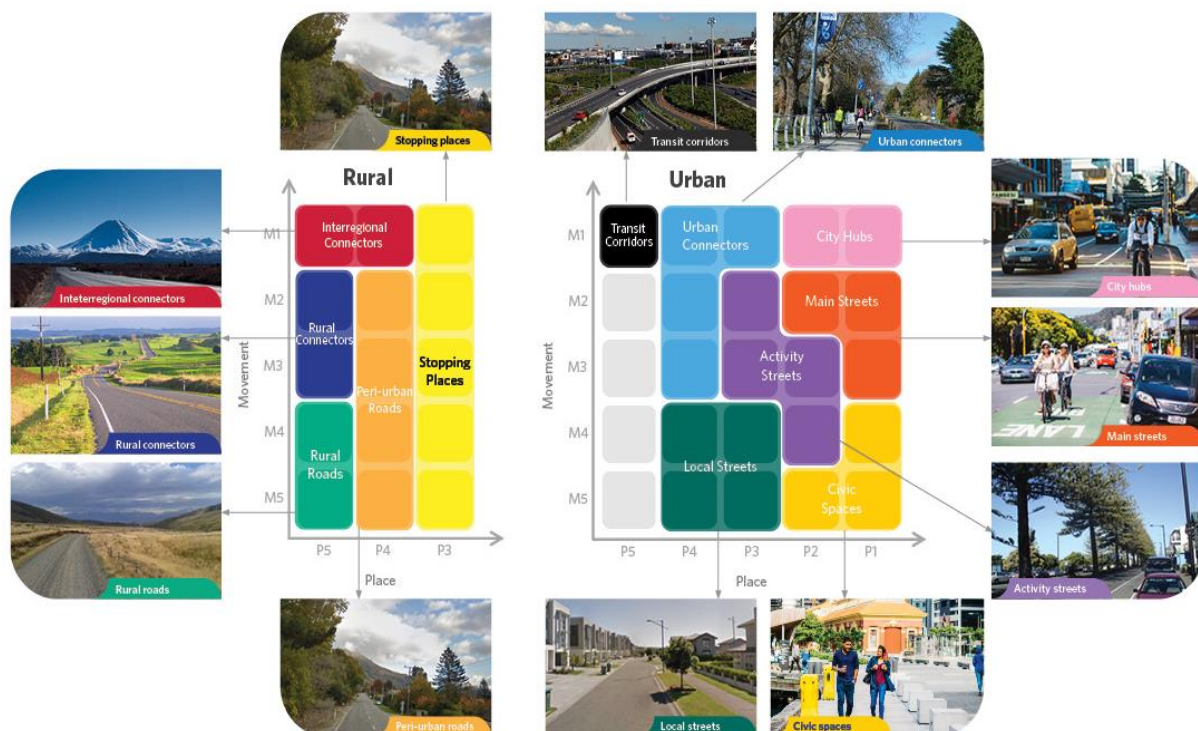 Stopping places
Transit corridors
Urban connectors
Rural
Urban
Inteterregional connectors
Rural connectors
Rural roads
Movement
M1
M2
M3
M4
M5
Interregional
Connectors
Rural
Connectors
Peri-urban
Roads
Stopping
Places
Rural
Roads
P5
P4
P3
Place
Movement
M1
M2
M3
M4
M5
Transit
Corridors
Urban
Connectors
City Hubs
Main Streets
Activity
Streets
Local Streets
Civic
Spaces
P5
P4
P3
P2
P1
Place
City hubs
LANE
Main streets
Activity streets
Peri-urban roads
Local streets
Civic spaces